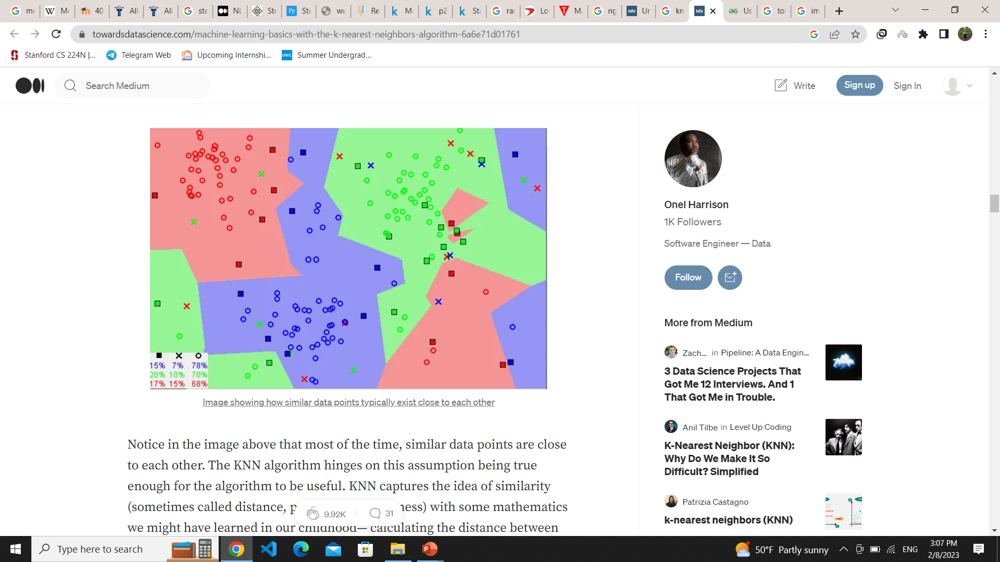 me
W Me
40
All
All
ste
NL
Ste
Pp Ste
wv
Re
k Me
k p2
k Sta
rar
Lo
T Ma
ng
tds Ur
kn
tds
Us
to
im
towardsdatascience.com/machine-learning-basics-with-the-k-nearest-neighbors-algorithm-6a6e71d01761
Stanford CS 224N |...
Telegram Web
Upcoming Internshi...
UNIL Summer Undergrad...
Search Medium
Write
Sign up
Sign In
15% 7% 78%
20% 10% 70%
17% 15% 68%
Image showing how similar data points typically exist close to each other
Notice in the image above that most of the time, similar data points are close
to each other. The KNN algorithm hinges on this assumption being true
enough for the algorithm to be useful. KNN captures the idea of similarity
(sometimes called distance, p ness) with some mathematics
we might have learned in our childhood— calculating the distance between
9.92K
31
Onel Harrison
1K Followers
Software Engineer — Data
Follow
More from Medium
Zach... in Pipeline: A Data Engin...
3 Data Science Projects That
Got Me 12 Interviews. And 1
That Got Me in Trouble.
Anil Tilbe in Level Up Coding
K-Nearest Neighbor (KNN):
Why Do We Make It So
Difficult? Simplified
Patrizia Castagno
k-nearest neighbors (KNN)
Type here to search
50°F Partly sunny
ENG
3:07 PM
2/8/2023